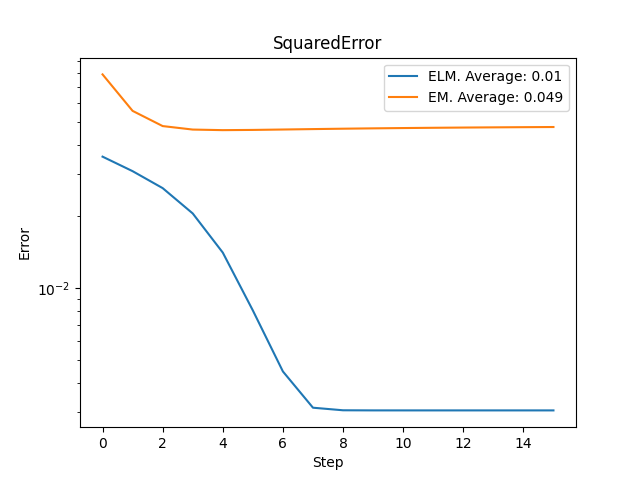 SquaredError
ELM. Average: 0.01
EM. Average: 0.049
Error
10⁻²
0 2 4 6 8 10 12 14
Step